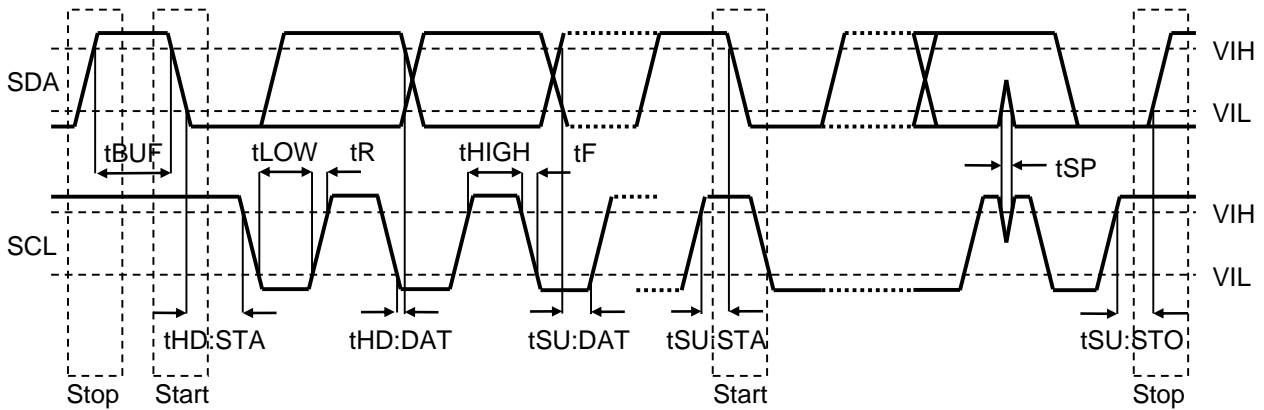 VIH
SDA
VIL
tBUF
tLOW
tR
tHIGH
tF
tSP
VIH
SCL
VIL
tHD:STA
tHD:DAT
tSU:DAT
tSU:STA
tSU:STO
Stop
Start
Start
Stop